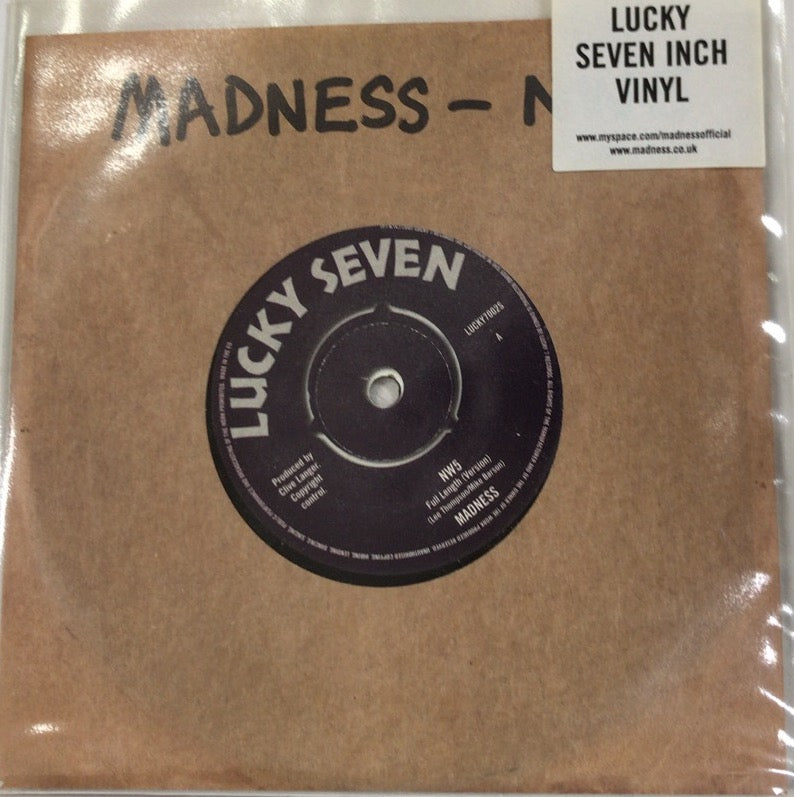 LUCKY
SEVEN INCH
VINYL
www.myspace.com/madnessofficial
www.madness.co.uk
MADNESS – N
LUCKY SEVEN
LUCKY7002S
A
Produced by
Clive Langer.
Copyright
control.
NW5
Full Length (Version)
(Lee Thompson/Mike Barson)
MADNESS